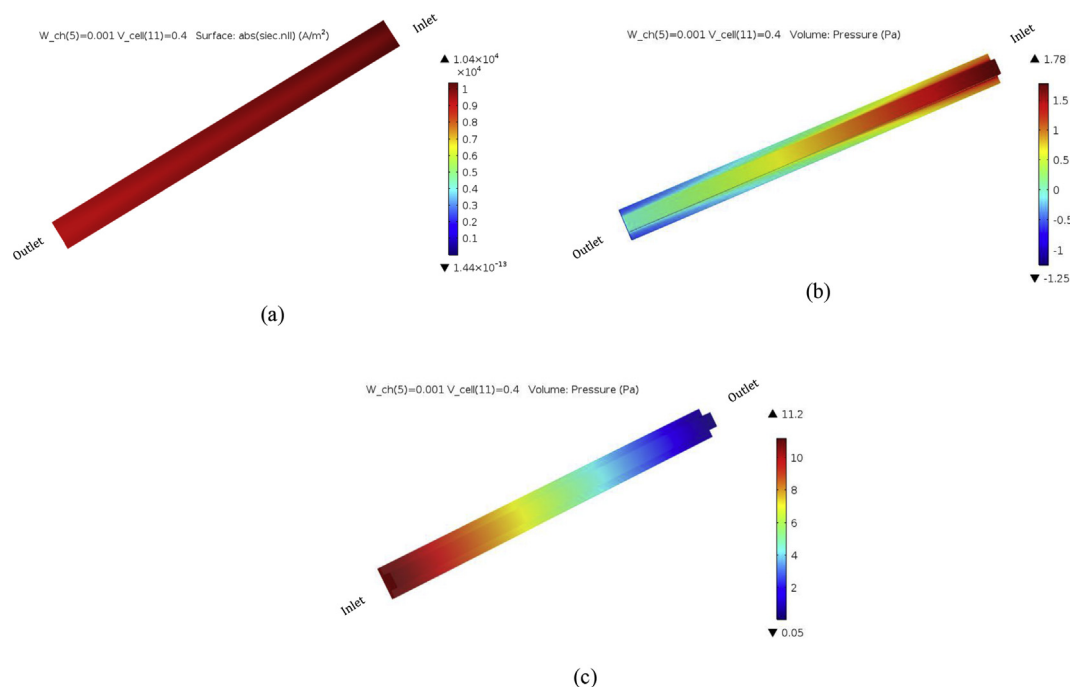 W_ch(5)=0.001 V_cell(11)=0.4 Surface: abs(siec.nIl) (A/m²)
Inlet
▲ 1.04×10⁴
×10⁴
1
0.9
0.8
0.7
0.6
0.5
0.4
0.3
0.2
0.1
▼ 1.44×10⁻¹³
Outlet
(a)
W_ch(5)=0.001 V_cell(11)=0.4 Volume: Pressure (Pa)
Inlet
▲ 1.78
1.5
1
0.5
0
-0.5
-1
▼ -1.25
Outlet
(b)
W_ch(5)=0.001 V_cell(11)=0.4 Volume: Pressure (Pa)
Outlet
▲ 11.2
10
8
6
4
2
▼ 0.05
Inlet
(c)